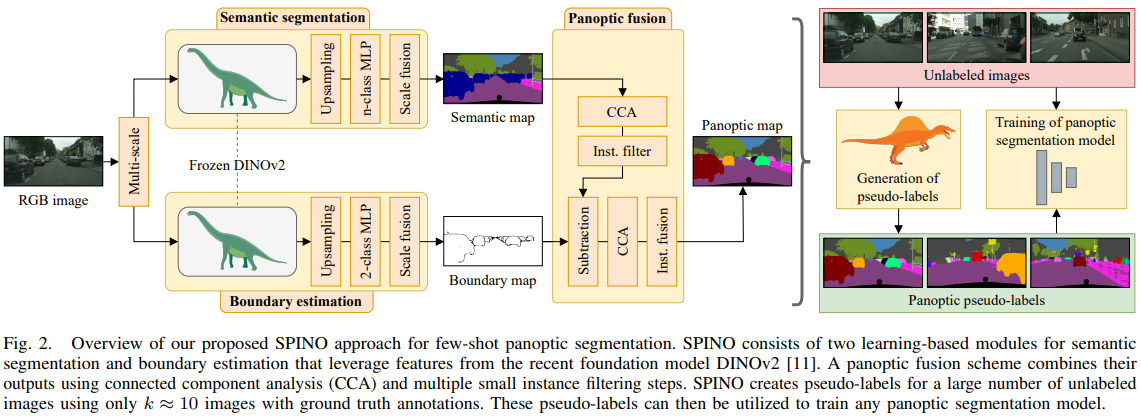 Semantic segmentation
Upsampling
n-class MLP
Scale fusion
Semantic map
Multi-scale
RGB image
Frozen DINOv2
Upsampling
2-class MLP
Scale fusion
Boundary map
Boundary estimation
Panoptic fusion
CCA
Inst. filter
Subtraction
CCA
Inst. fusion
Panoptic map
Unlabeled images
Generation of
pseudo-labels
Training of panoptic
segmentation model
Panoptic pseudo-labels
Fig. 2. Overview of our proposed SPINO approach for few-shot panoptic segmentation. SPINO consists of two learning-based modules for semantic
segmentation and boundary estimation that leverage features from the recent foundation model DINOv2 [11]. A panoptic fusion scheme combines their
outputs using connected component analysis (CCA) and multiple small instance filtering steps. SPINO creates pseudo-labels for a large number of unlabeled
images using only k ≈ 10 images with ground truth annotations. These pseudo-labels can then be utilized to train any panoptic segmentation model.